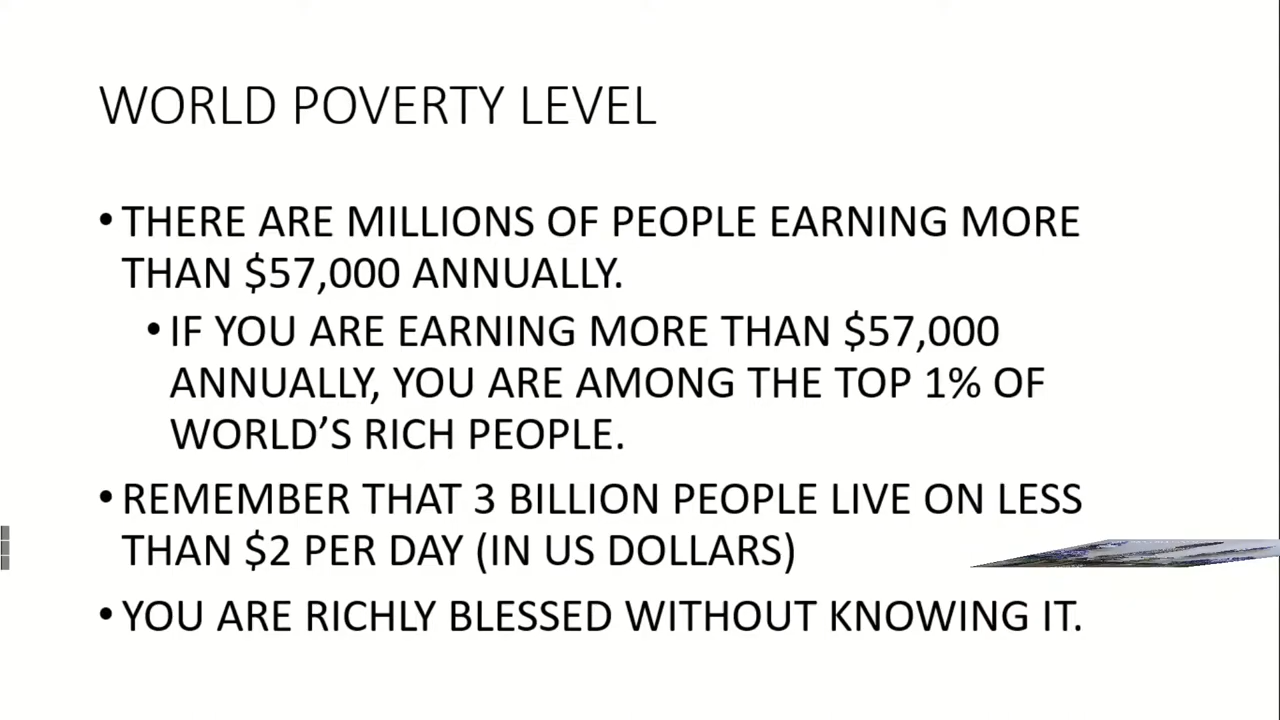 WORLD POVERTY LEVEL
• THERE ARE MILLIONS OF PEOPLE EARNING MORE
THAN $57,000 ANNUALLY.
• IF YOU ARE EARNING MORE THAN $57,000
ANNUALLY, YOU ARE AMONG THE TOP 1% OF
WORLD’S RICH PEOPLE.
• REMEMBER THAT 3 BILLION PEOPLE LIVE ON LESS
THAN $2 PER DAY (IN US DOLLARS)
• YOU ARE RICHLY BLESSED WITHOUT KNOWING IT.